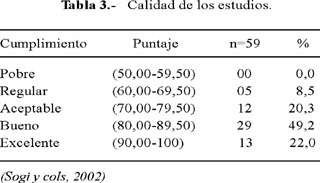 Tabla 3.- Calidad de los estudios.
Cumplimiento Puntaje n=59 %
Pobre (50,00-59,50) 00 0,0
Regular (60,00-69,50) 05 8,5
Aceptable (70,00-79,50) 12 20,3
Bueno (80,00-89,50) 29 49,2
Excelente (90,00-100) 13 22,0
(Sogi y cols, 2002)